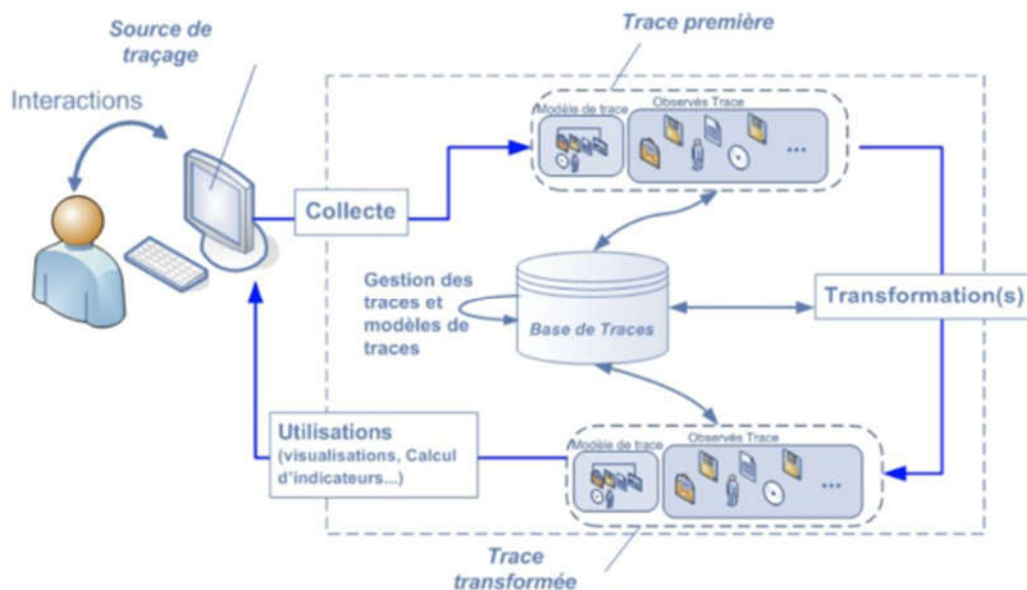 Source de
traçage
Trace première
Interactions
Modèle de trace
Observés Trace
...
Collecte
Gestion des
traces et
modèles de
traces
Base de Traces
Transformation(s)
Utilisations
(visualisations, Calcul
d'indicateurs...)
Modèle de trace
Observés Trace
...
Trace
transformée